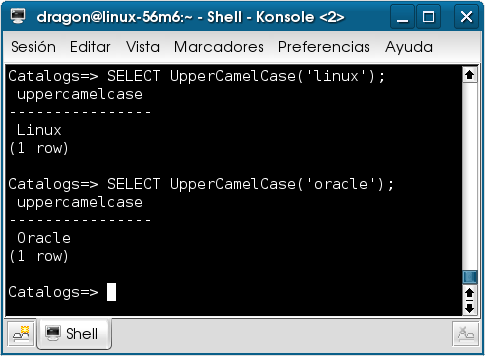 dragon@linux-56m6:~ - Shell - Konsole <2>
Sesión Editar Vista Marcadores Preferencias Ayuda
Catalogs=> SELECT UpperCamelCase('linux');
uppercamelcase
----------------
Linux
(1 row)
Catalogs=> SELECT UpperCamelCase('oracle');
uppercamelcase
----------------
Oracle
(1 row)
Catalogs=>
Shell